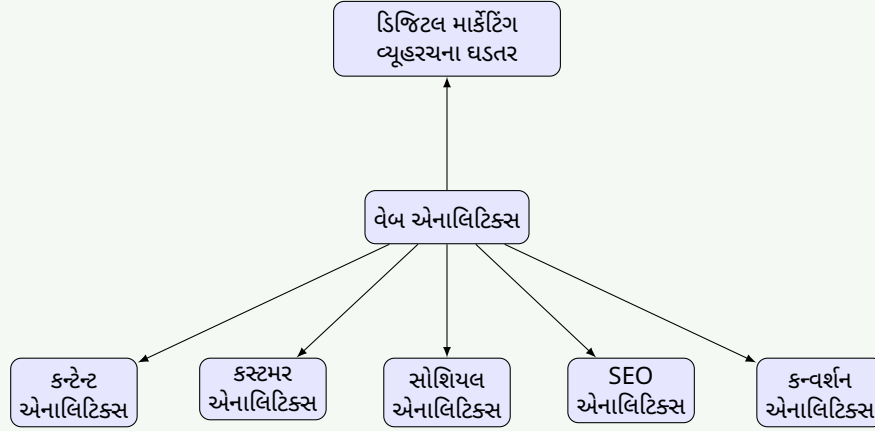 ડિજિટલ માર્કેટિંગ
વ્યૂહરચના ઘડતર
વેબ એનાલિટિક્સ
કન્ટેન્ટ
એનાલિટિક્સ
કસ્ટમર
એનાલિટિક્સ
સોશિયલ
એનાલિટિક્સ
SEO
એનાલિટિક્સ
કન્વર્શન
એનાલિટિક્સ